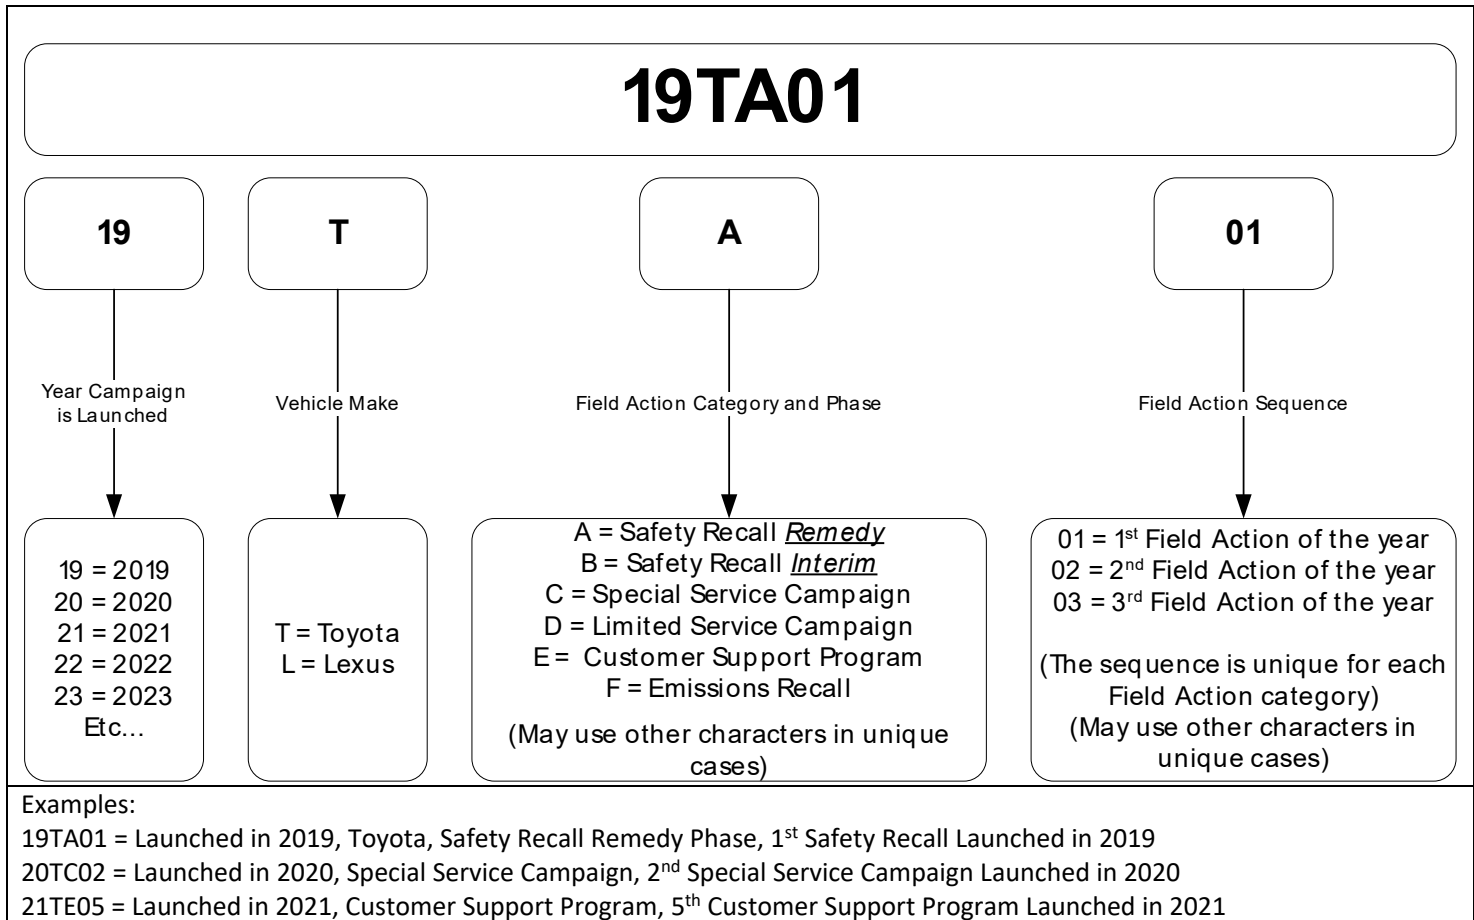 19TA01
19
T
A
01
Year Campaign
is Launched
Vehicle Make
Field Action Category and Phase
Field Action Sequence
19 = 2019
20 = 2020
21 = 2021
22 = 2022
23 = 2023
Etc...
T = Toyota
L = Lexus
A = Safety Recall Remedy
B = Safety Recall Interim
C = Special Service Campaign
D = Limited Service Campaign
E = Customer Support Program
F = Emissions Recall
(May use other characters in unique
cases)
01 = 1st Field Action of the year
02 = 2nd Field Action of the year
03 = 3rd Field Action of the year
(The sequence is unique for each
Field Action category)
(May use other characters in
unique cases)
Examples:
19TA01 = Launched in 2019, Toyota, Safety Recall Remedy Phase, 1st Safety Recall Launched in 2019
20TC02 = Launched in 2020, Special Service Campaign, 2nd Special Service Campaign Launched in 2020
21TE05 = Launched in 2021, Customer Support Program, 5th Customer Support Program Launched in 2021